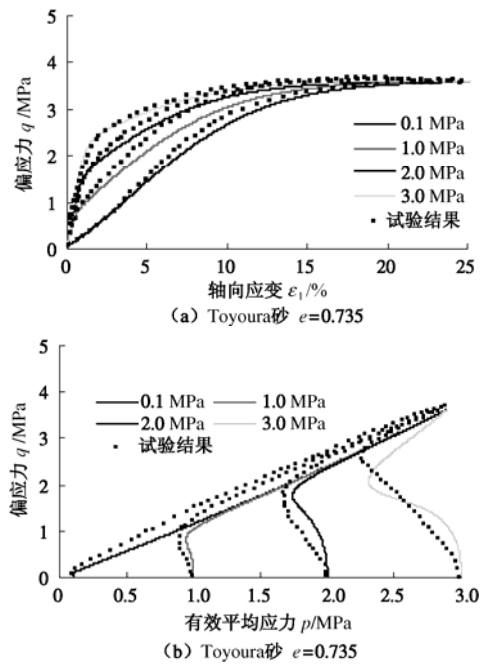 5
4
3
2
1
0
偏应力 q /MPa
0.1 MPa
1.0 MPa
2.0 MPa
3.0 MPa
试验结果
0 5 10 15 20 25
轴向应变 ε₁/%
(a) Toyoura砂 e=0.735
5
4
3
2
1
0
偏应力 q /MPa
0.1 MPa 1.0 MPa
2.0 MPa 3.0 MPa
试验结果
0 0.5 1.0 1.5 2.0 2.5 3.0
有效平均应力 p/MPa
(b) Toyoura砂 e=0.735